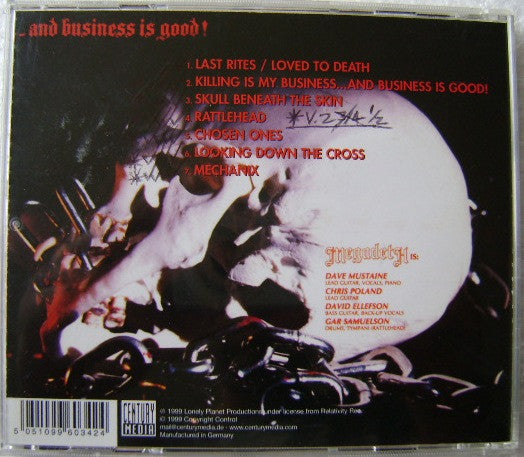 ...and business is good!
1. LAST RITES / LOVED TO DEATH
2. KILLING IS MY BUSINESS...AND BUSINESS IS GOOD!
3. SKULL BENEATH THE SKIN
4. RATTLEHEAD
5. CHOSEN ONES
6. LOOKING DOWN THE CROSS
7. MECHANIX
Megadeth IS:
DAVE MUSTAINE
LEAD GUITAR, VOCALS, PIANO
CHRIS POLAND
LEAD GUITAR
DAVID ELLEFSON
BASS GUITAR, BACK-UP VOCALS
GAR SAMUELSON
DRUMS, TYMPANI (RATTLEHEAD)
5 051099 603424
CENTURY
MEDIA
℗ 1999 Lonely Planet Productions under license from Relativity Rec.
© 1999 Copyright Control
mail@centurymedia.de - www.centurymedia.com
Manufactured in Germany